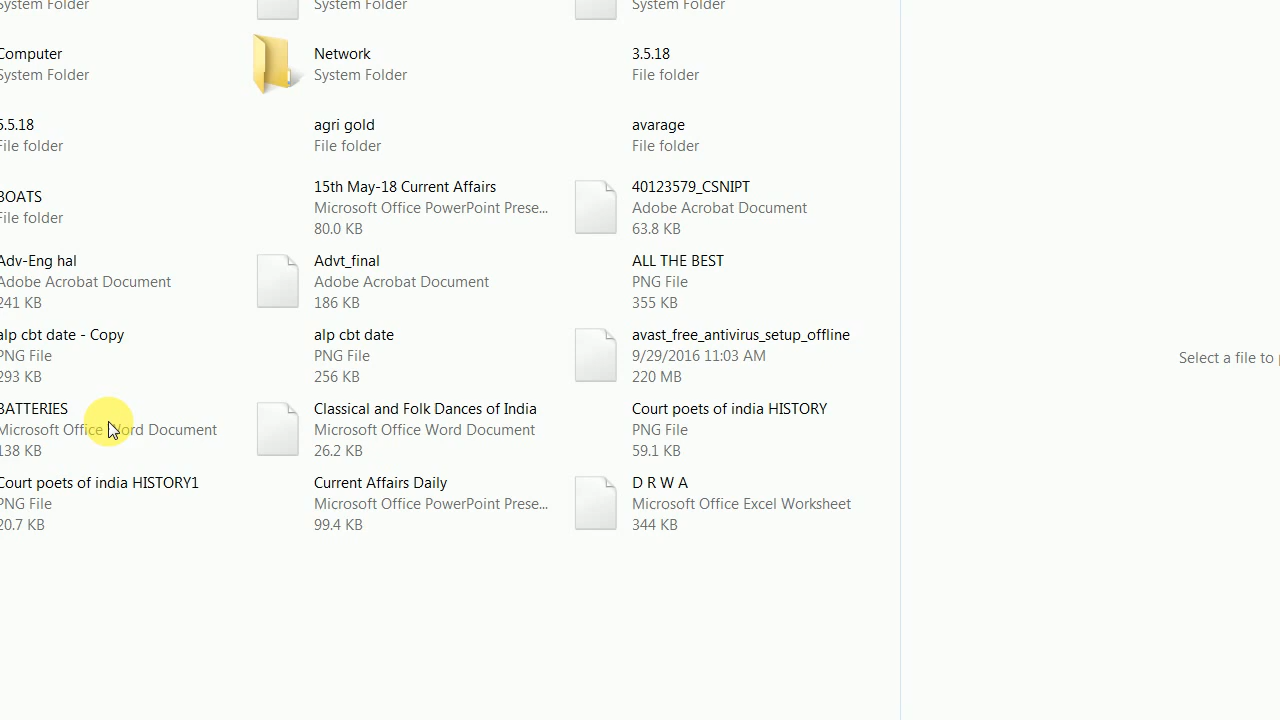 System Folder
System Folder
System Folder
Computer
System Folder
Network
System Folder
3.5.18
File folder
5.5.18
File folder
agri gold
File folder
avarage
File folder
BOATS
File folder
15th May-18 Current Affairs
Microsoft Office PowerPoint Prese...
80.0 KB
40123579_CSNIPT
Adobe Acrobat Document
63.8 KB
Adv-Eng hal
Adobe Acrobat Document
241 KB
Advt_final
Adobe Acrobat Document
186 KB
ALL THE BEST
PNG File
355 KB
alp cbt date - Copy
PNG File
293 KB
alp cbt date
PNG File
256 KB
avast_free_antivirus_setup_offline
9/29/2016 11:03 AM
220 MB
BATTERIES
Microsoft Office Word Document
138 KB
Classical and Folk Dances of India
Microsoft Office Word Document
26.2 KB
Court poets of india HISTORY
PNG File
59.1 KB
Court poets of india HISTORY1
PNG File
20.7 KB
Current Affairs Daily
Microsoft Office PowerPoint Prese...
99.4 KB
D R W A
Microsoft Office Excel Worksheet
344 KB
Select a file to